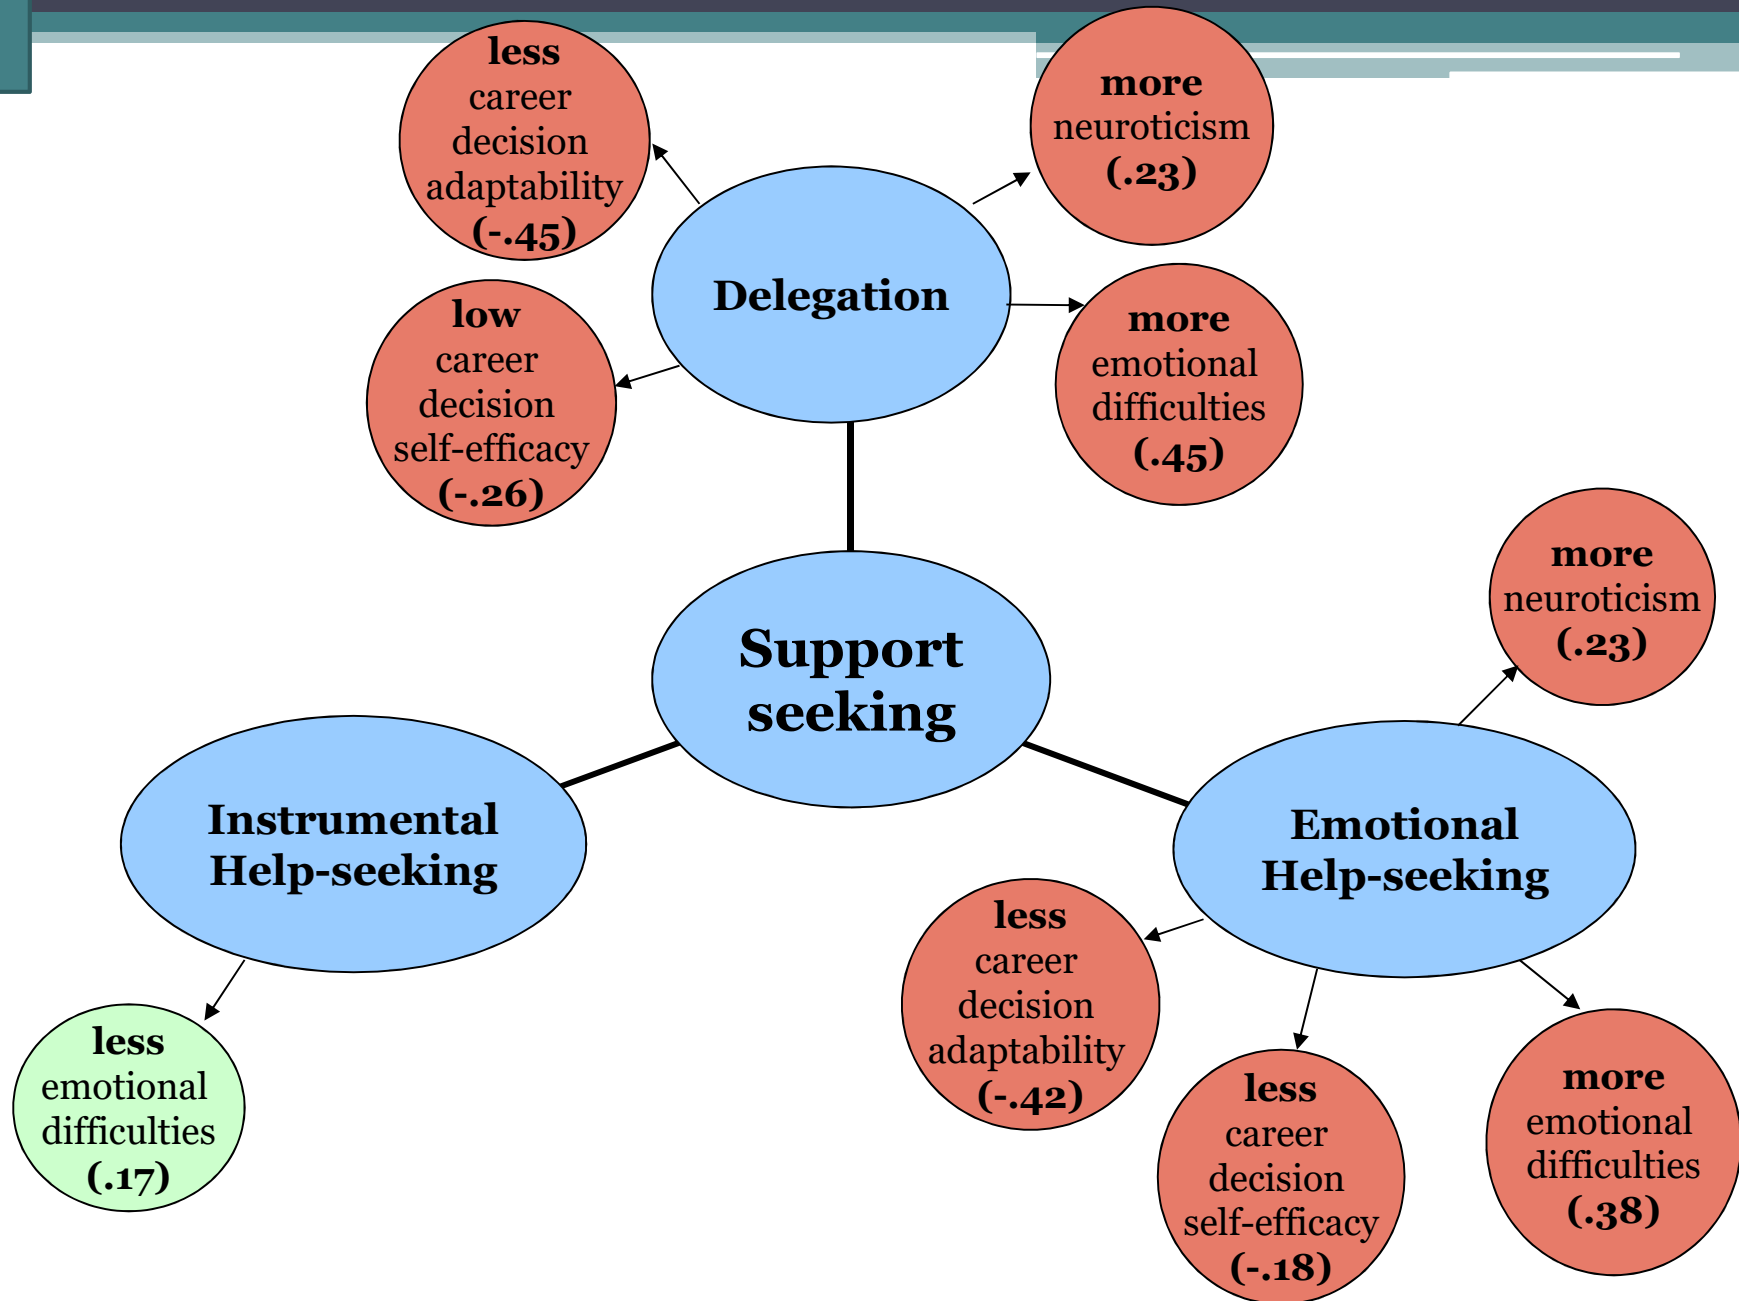 less
career
decision
adaptability
(-.45)
more
neuroticism
(.23)
Delegation
low
career
decision
self-efficacy
(-.26)
more
emotional
difficulties
(.45)
Support
seeking
more
neuroticism
(.23)
Instrumental
Help-seeking
Emotional
Help-seeking
less
career
decision
adaptability
(-.42)
less
emotional
difficulties
(.17)
less
career
decision
self-efficacy
(-.18)
more
emotional
difficulties
(.38)